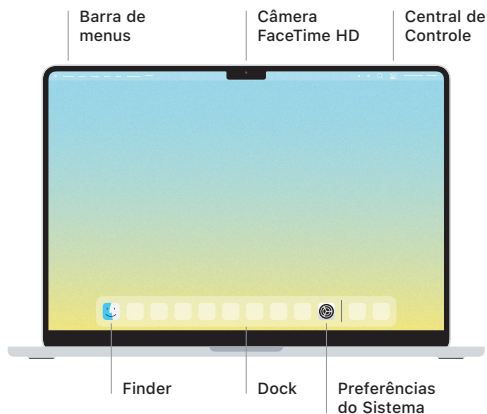 Barra de
menus
Câmera
FaceTime HD
Central de
Controle
Finder
Dock
Preferências
do Sistema